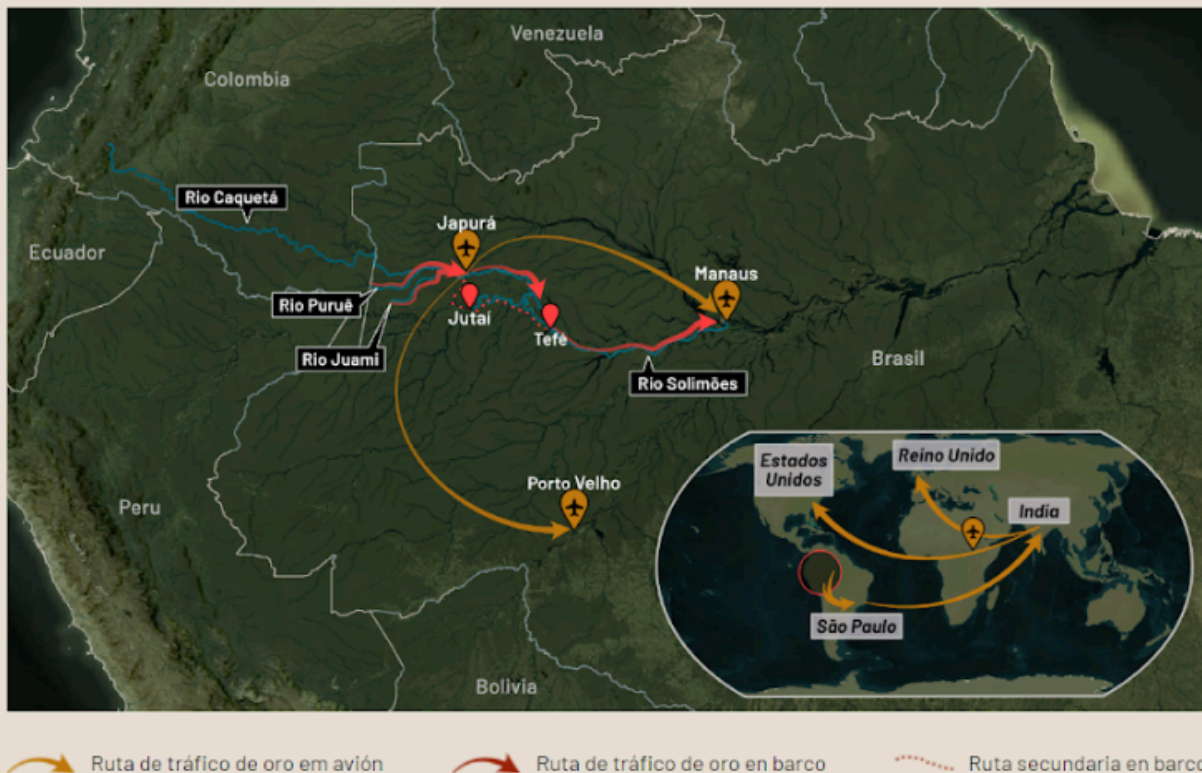 Venezuela
Colombia
Rio Caquetá
Japurá
Ecuador
Manaus
Rio Puruê
Jutaí
Tefé
Rio Juami
Brasil
Rio Solimões
Estados
Unidos
Reino Unido
Porto Velho
India
Peru
São Paulo
Bolivia
Ruta de tráfico de oro em avión
Ruta de tráfico de oro en barco
Ruta secundaria en barco